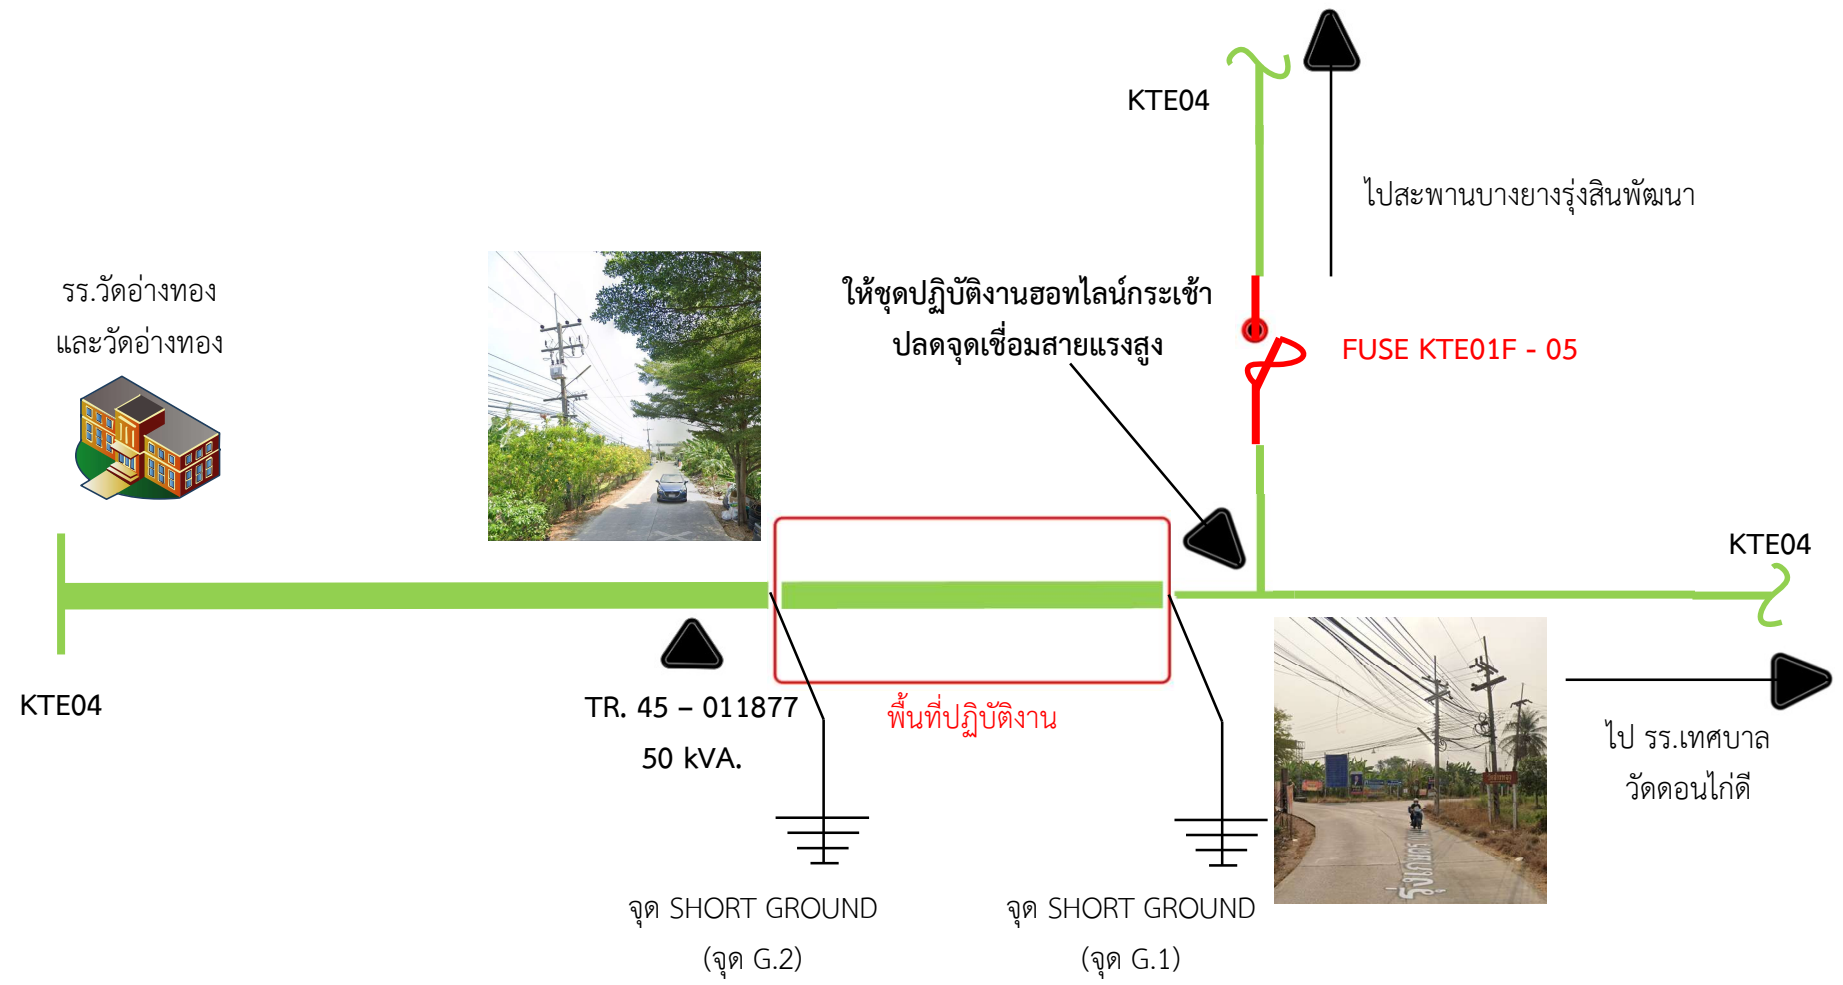 KTE04
ไปสะพานบางยางรุ่งสินพัฒนา
รร.วัดอ่างทอง
และวัดอ่างทอง
ให้ชุดปฏิบัติงานฮอทไลน์กระเช้า
ปลดจุดเชื่อมสายแรงสูง
FUSE KTE01F - 05
KTE04
KTE04
TR. 45 – 011877
50 kVA.
พื้นที่ปฏิบัติงาน
ไป รร.เทศบาล
วัดดอนไก่ดี
จุด SHORT GROUND
(จุด G.2)
จุด SHORT GROUND
(จุด G.1)